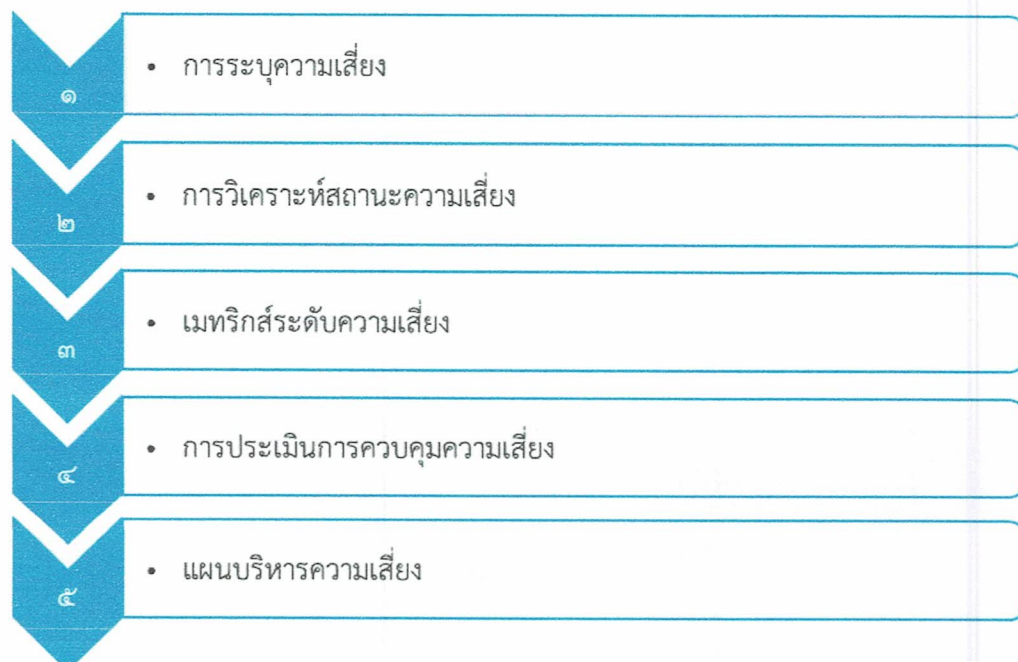 ๑
• การระบุความเสี่ยง
๒
• การวิเคราะห์สถานะความเสี่ยง
๓
• เมทริกส์ระดับความเสี่ยง
๔
• การประเมินการควบคุมความเสี่ยง
๕
• แผนบริหารความเสี่ยง